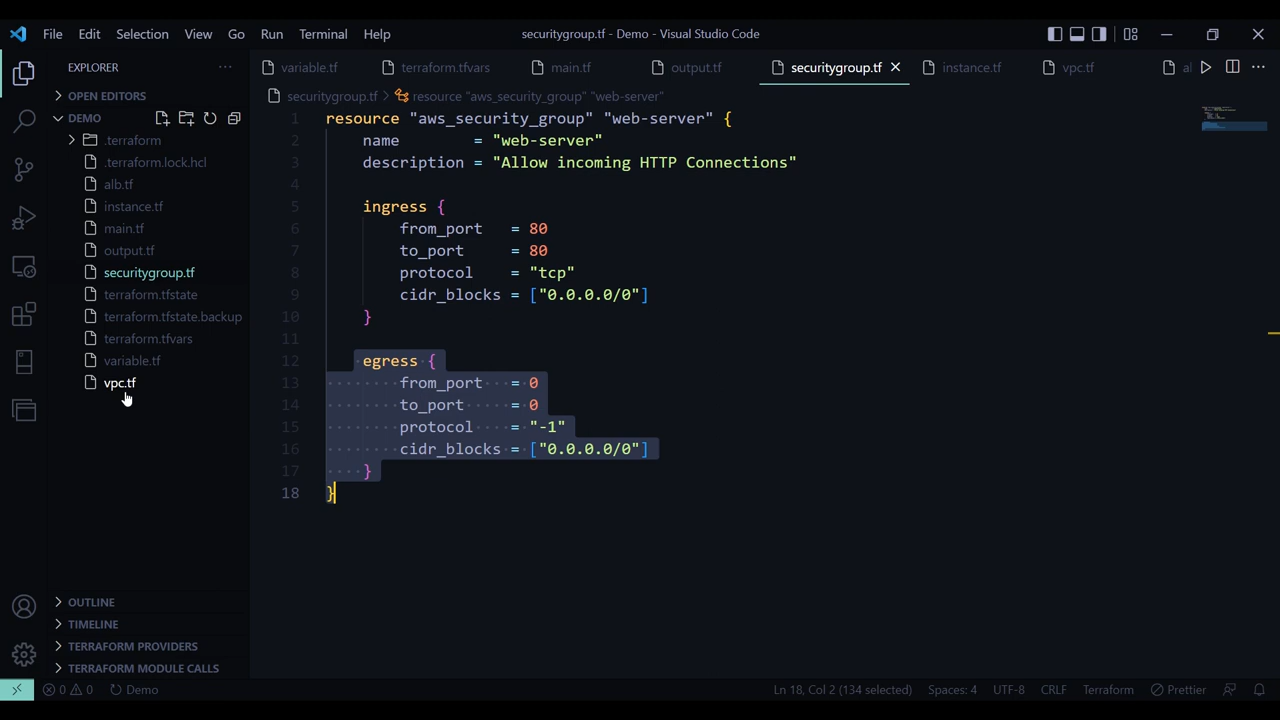 File Edit Selection View Go Run Terminal Help securitygroup.tf - Demo - Visual Studio Code
EXPLORER
variable.tf terraform.tfvars main.tf output.tf securitygroup.tf instance.tf vpc.tf al
OPEN EDITORS
securitygroup.tf > resource "aws_security_group" "web-server"
DEMO
.terraform
.terraform.lock.hcl
alb.tf
instance.tf
main.tf
output.tf
securitygroup.tf
terraform.tfstate
terraform.tfstate.backup
terraform.tfvars
variable.tf
vpc.tf
1 resource "aws_security_group" "web-server" {
2 name = "web-server"
3 description = "Allow incoming HTTP Connections"
4
5 ingress {
6 from_port = 80
7 to_port = 80
8 protocol = "tcp"
9 cidr_blocks = ["0.0.0.0/0"]
10 }
11
12 egress {
13 from_port = 0
14 to_port = 0
15 protocol = "-1"
16 cidr_blocks = ["0.0.0.0/0"]
17 }
18 }
OUTLINE
TIMELINE
TERRAFORM PROVIDERS
TERRAFORM MODULE CALLS
0 0 Demo Ln 18, Col 2 (134 selected) Spaces: 4 UTF-8 CRLF Terraform Prettier